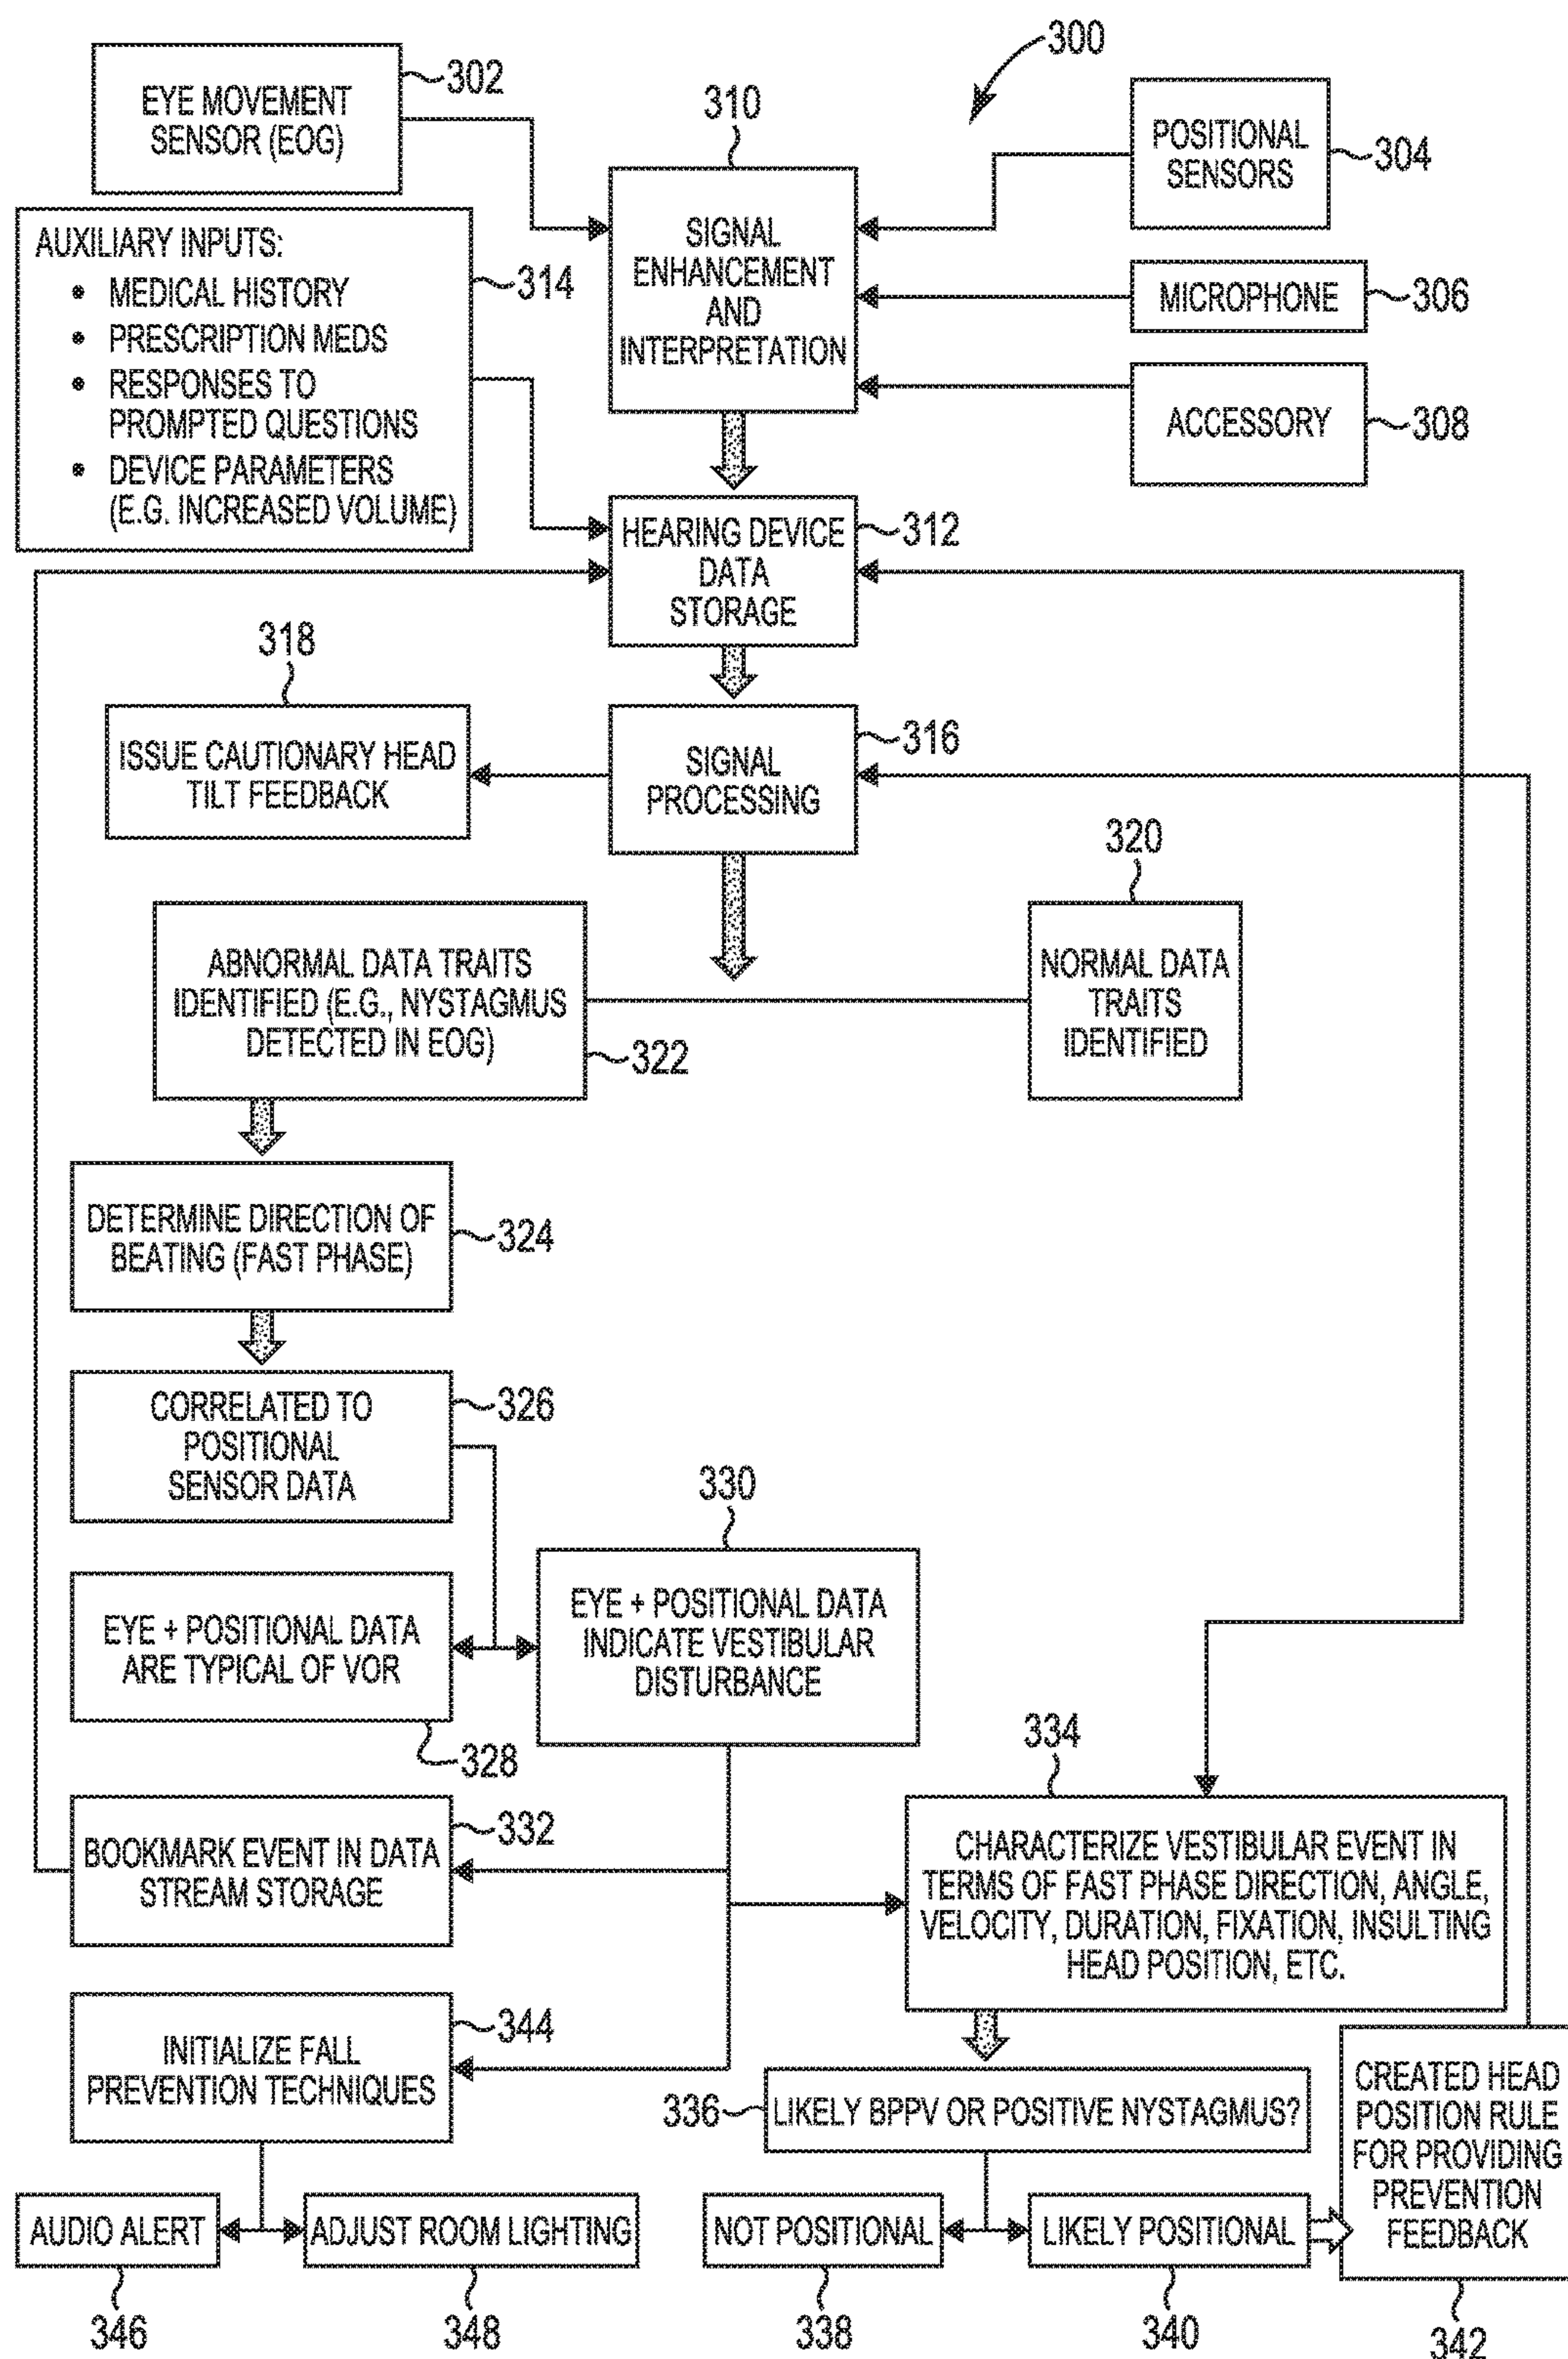 300
EYE MOVEMENT
SENSOR (EOG)
302
310
POSITIONAL
SENSORS
304
SIGNAL
ENHANCEMENT
AND
INTERPRETATION
MICROPHONE
306
ACCESSORY
308
AUXILIARY INPUTS:
• MEDICAL HISTORY
• PRESCRIPTION MEDS
• RESPONSES TO
PROMPTED QUESTIONS
• DEVICE PARAMETERS
(E.G. INCREASED VOLUME)
314
HEARING DEVICE
DATA
STORAGE
312
318
ISSUE CAUTIONARY HEAD
TILT FEEDBACK
SIGNAL
PROCESSING
316
320
NORMAL DATA
TRAITS
IDENTIFIED
ABNORMAL DATA TRAITS
IDENTIFIED (E.G., NYSTAGMUS
DETECTED IN EOG)
322
DETERMINE DIRECTION OF
BEATING (FAST PHASE)
324
CORRELATED TO
POSITIONAL
SENSOR DATA
326
330
EYE + POSITIONAL DATA
ARE TYPICAL OF VOR
328
EYE + POSITIONAL DATA
INDICATE VESTIBULAR
DISTURBANCE
334
BOOKMARK EVENT IN DATA
STREAM STORAGE
332
CHARACTERIZE VESTIBULAR EVENT IN
TERMS OF FAST PHASE DIRECTION, ANGLE,
VELOCITY, DURATION, FIXATION, INSULTING
HEAD POSITION, ETC.
INITIALIZE FALL
PREVENTION TECHNIQUES
344
336
LIKELY BPPV OR POSITIVE NYSTAGMUS?
CREATED HEAD
POSITION RULE
FOR PROVIDING
PREVENTION
FEEDBACK
AUDIO ALERT
ADJUST ROOM LIGHTING
NOT POSITIONAL
LIKELY POSITIONAL
346
348
338
340
342